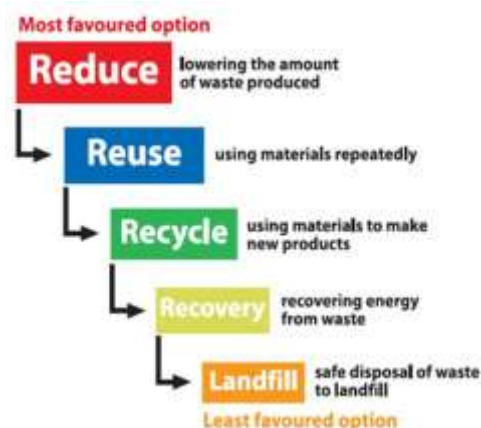 Most favoured option
Reduce
lowering the amount
of waste produced
Reuse
using materials repeatedly
Recycle
using materials to make
new products
Recovery
recovering energy
from waste
Landfill
safe disposal of waste
to landfill
Least favoured option